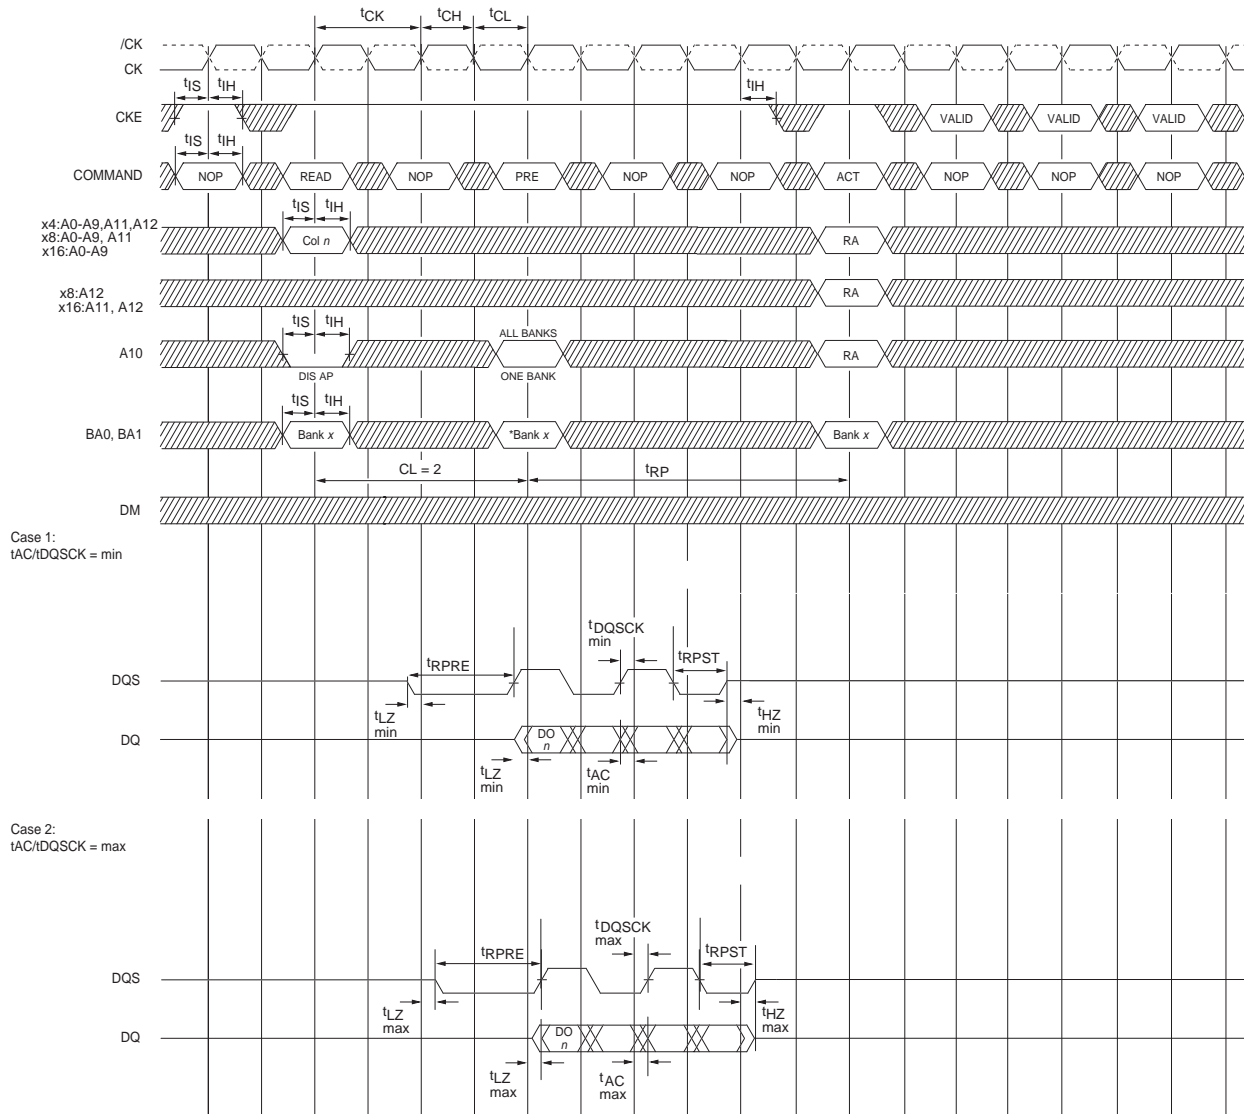 tCK tCH tCL
/CK
CK
tIS tIH tIH
CKE VALID VALID VALID
tIS tIH
COMMAND NOP READ NOP PRE NOP NOP ACT NOP NOP NOP
tIS tIH
x4:A0-A9,A11,A12
x8:A0-A9, A11
x16:A0-A9
Col n RA
x8:A12
x16:A11, A12
RA
tIS tIH ALL BANKS
A10 RA
DIS AP ONE BANK
tIS tIH
BA0, BA1 Bank x *Bank x Bank x
CL = 2 tRP
DM
Case 1:
tAC/tDQSCK = min
tDQSCK
min
tRPRE tRPST
DQS
tLZ
min
tHZ
min
DQ DO
n
tLZ
min
tAC
min
Case 2:
tAC/tDQSCK = max
tDQSCK
max
tRPRE tRPST
DQS
tLZ
max
tHZ
max
DQ DO
n
tLZ
max
tAC
max